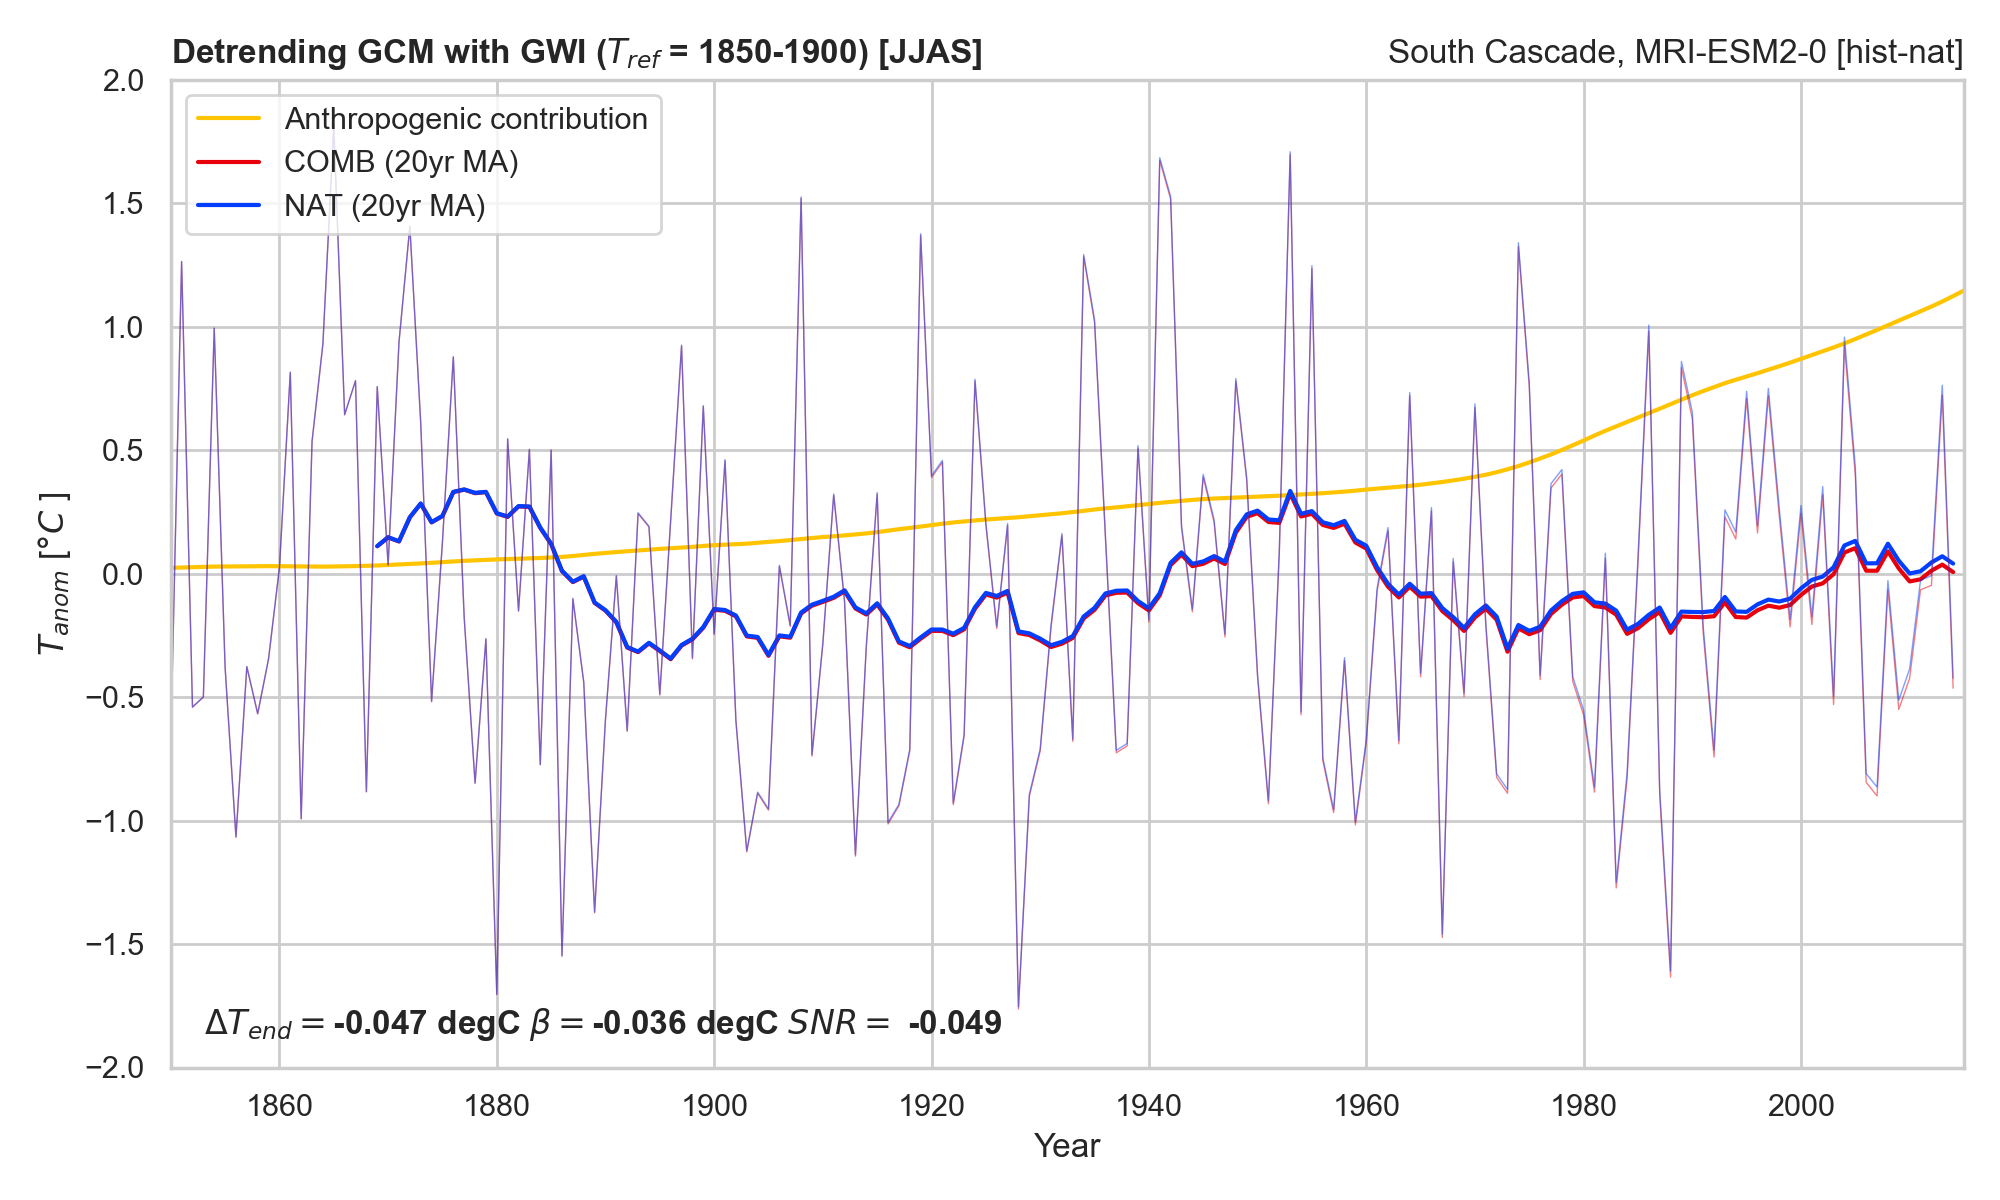 Detrending GCM with GWI (T_ref = 1850-1900) [JJAS]
South Cascade, MRI-ESM2-0 [hist-nat]
Anthropogenic contribution
COMB (20yr MA)
NAT (20yr MA)
2.0
1.5
1.0
0.5
0.0
−0.5
−1.0
−1.5
−2.0
T_anom [°C]
ΔT_end = -0.047 degC β = -0.036 degC SNR = -0.049
1860 1880 1900 1920 1940 1960 1980 2000
Year